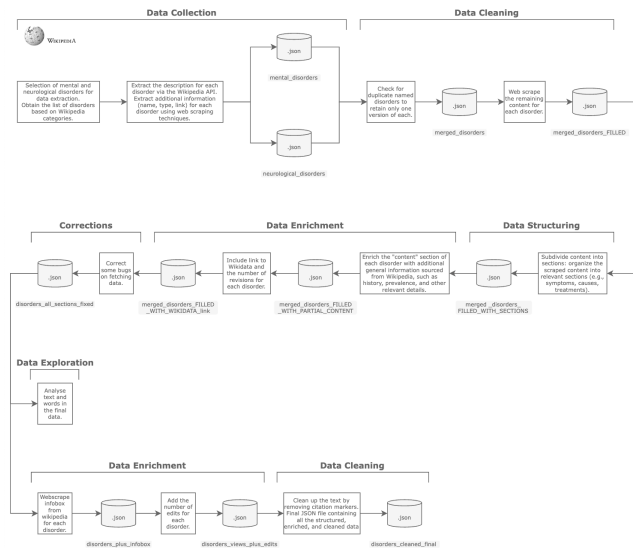 Data Collection
Data Cleaning
WIKIPEDIA
Selection of mental and
neurological disorders for
data extraction.
Obtain the list of disorders
based on Wikipedia
categories.
Extract the description for each
disorder via the Wikipedia API.
Extract additional information
(name, type, link) for each
disorder using web scraping
techniques.
.json
mental_disorders
.json
neurological_disorders
Check for
duplicate named
disorders to
retain only one
version of each.
.json
merged_disorders
Web scrape
the remaining
content for
each disorder.
.json
merged_disorders_FILLED
Corrections
Data Enrichment
Data Structuring
.json
disorders_all_sections_fixed
Correct
some bugs
on fetching
data.
.json
merged_disorders_FILLED
_WITH_WIKIDATA_link
Include link to
Wikidata and
the number of
revisions for
each disorder.
.json
merged_disorders_FILLED
_WITH_PARTIAL_CONTENT
Enrich the "content" section of
each disorder with additional
general information sourced
from Wikipedia, such as
history, prevalence, and other
relevant details.
.json
merged _disorders_
FILLED_WITH_SECTIONS
Subdivide content into
sections: organize the
scraped content into
relevant sections (e.g.,
symptoms, causes,
treatments).
Data Exploration
Analyse
text and
words in
the final
data.
Data Enrichment
Data Cleaning
Webscrape
infobox
from
wikipedia
for each
disorder.
.json
disorders_plus_infobox
Add the
number of
edits for
each
disorder.
.json
disorders_views_plus_edits
Clean up the text by
removing citation markers.
Final JSON file containing
all the structured,
enriched, and cleaned data
.json
disorders_cleaned_final